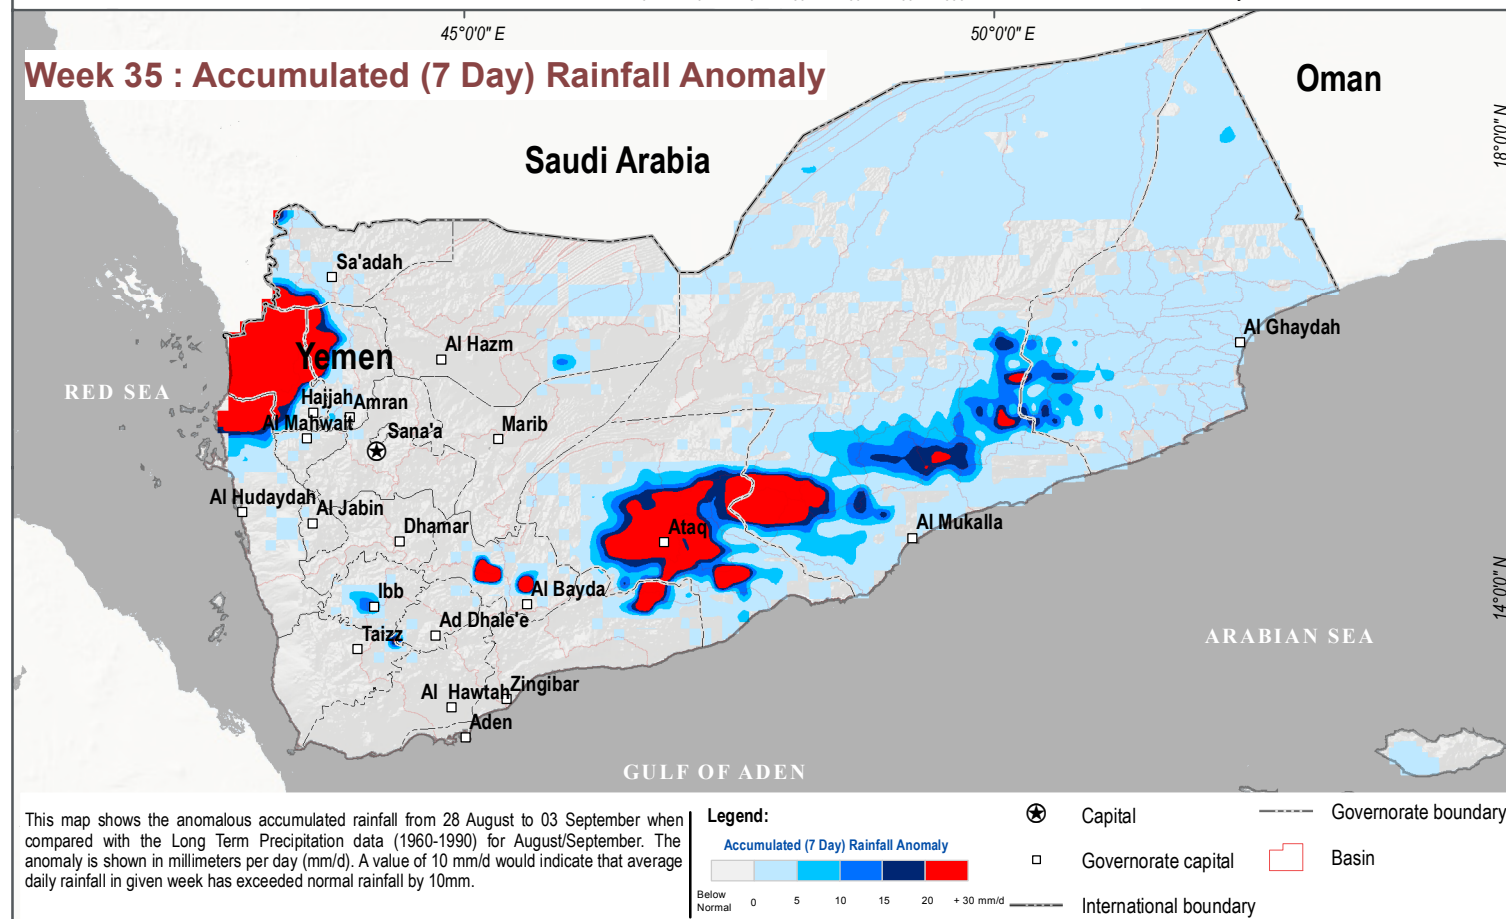 45°0'0" E
50°0'0" E
Week 35 : Accumulated (7 Day) Rainfall Anomaly
Oman
18°0'0" N
Saudi Arabia
Sa'adah
Al Ghaydah
Al Hazm
Yemen
RED SEA
Hajjah
Amran
Al Mahwait
Sana'a
Marib
Al Hudaydah
Al Jabin
Dhamar
Ataq
Al Mukalla
Ibb
Al Bayda
14°0'0" N
Taizz
Ad Dhale'e
ARABIAN SEA
Al Hawtah
Zingibar
Aden
GULF OF ADEN
This map shows the anomalous accumulated rainfall from 28 August to 03 September when
compared with the Long Term Precipitation data (1960-1990) for August/September. The
anomaly is shown in millimeters per day (mm/d). A value of 10 mm/d would indicate that average
daily rainfall in given week has exceeded normal rainfall by 10mm.
Legend:
Accumulated (7 Day) Rainfall Anomaly
Below
Normal
0 5 10 15 20 + 30 mm/d
Capital
Governorate capital
International boundary
Governorate boundary
Basin